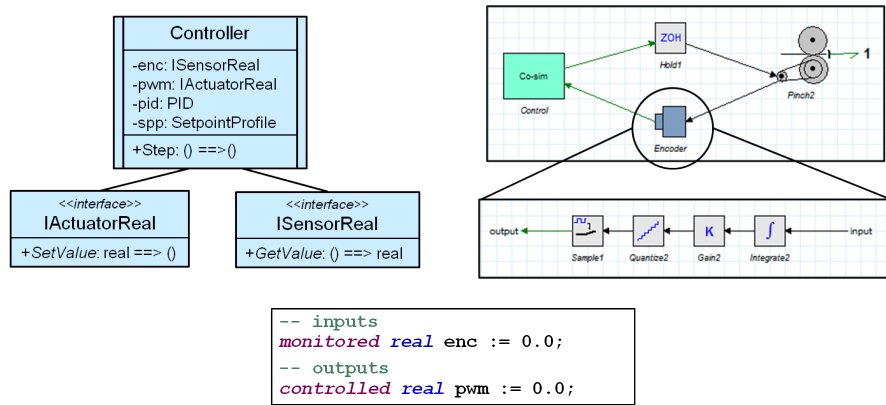 Controller
-enc: ISensorReal
-pwm: IActuatorReal
-pid: PID
-spp: SetpointProfile
+Step: () ==>()
<<interface>>
IActuatorReal
+SetValue: real ==> ()
<<interface>>
ISensorReal
+GetValue: () ==> real
ZOH
Hold1
Co-sim
Control
1
Pinch2
Encoder
output
Sample1
Quantize2
K
Gain2
∫
Integrate2
input
-- inputs
monitored real enc := 0.0;
-- outputs
controlled real pwm := 0.0;